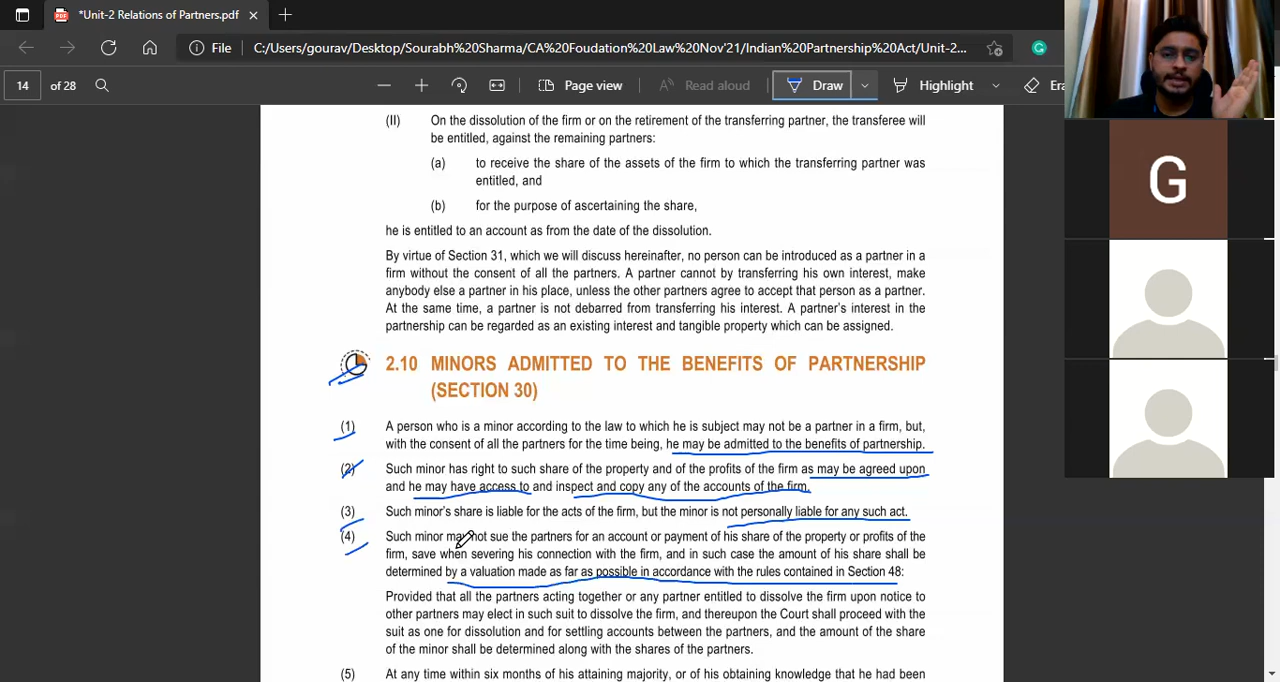 *Unit-2 Relations of Partners.pdf
File
C:/Users/gourav/Desktop/Sourabh%20Sharma/CA%20Foudation%20Law%20Nov'21/Indian%20Partnership%20Act/Unit-2...
14 of 28
Page view
Read aloud
Draw
Highlight
Era
(II) On the dissolution of the firm or on the retirement of the transferring partner, the transferee will
be entitled, against the remaining partners:
(a) to receive the share of the assets of the firm to which the transferring partner was
entitled, and
(b) for the purpose of ascertaining the share,
he is entitled to an account as from the date of the dissolution.
By virtue of Section 31, which we will discuss hereinafter, no person can be introduced as a partner in a
firm without the consent of all the partners. A partner cannot by transferring his own interest, make
anybody else a partner in his place, unless the other partners agree to accept that person as a partner.
At the same time, a partner is not debarred from transferring his interest. A partner's interest in the
partnership can be regarded as an existing interest and tangible property which can be assigned.
2.10 MINORS ADMITTED TO THE BENEFITS OF PARTNERSHIP
(SECTION 30)
(1) A person who is a minor according to the law to which he is subject may not be a partner in a firm, but,
with the consent of all the partners for the time being, he may be admitted to the benefits of partnership.
(2) Such minor has right to such share of the property and of the profits of the firm as may be agreed upon
and he may have access to and inspect and copy any of the accounts of the firm.
(3) Such minor's share is liable for the acts of the firm, but the minor is not personally liable for any such act.
(4) Such minor may not sue the partners for an account or payment of his share of the property or profits of the
firm, save when severing his connection with the firm, and in such case the amount of his share shall be
determined by a valuation made as far as possible in accordance with the rules contained in Section 48:
Provided that all the partners acting together or any partner entitled to dissolve the firm upon notice to
other partners may elect in such suit to dissolve the firm, and thereupon the Court shall proceed with the
suit as one for dissolution and for settling accounts between the partners, and the amount of the share
of the minor shall be determined along with the shares of the partners.
(5) At any time within six months of his attaining majority, or of his obtaining knowledge that he had been
G